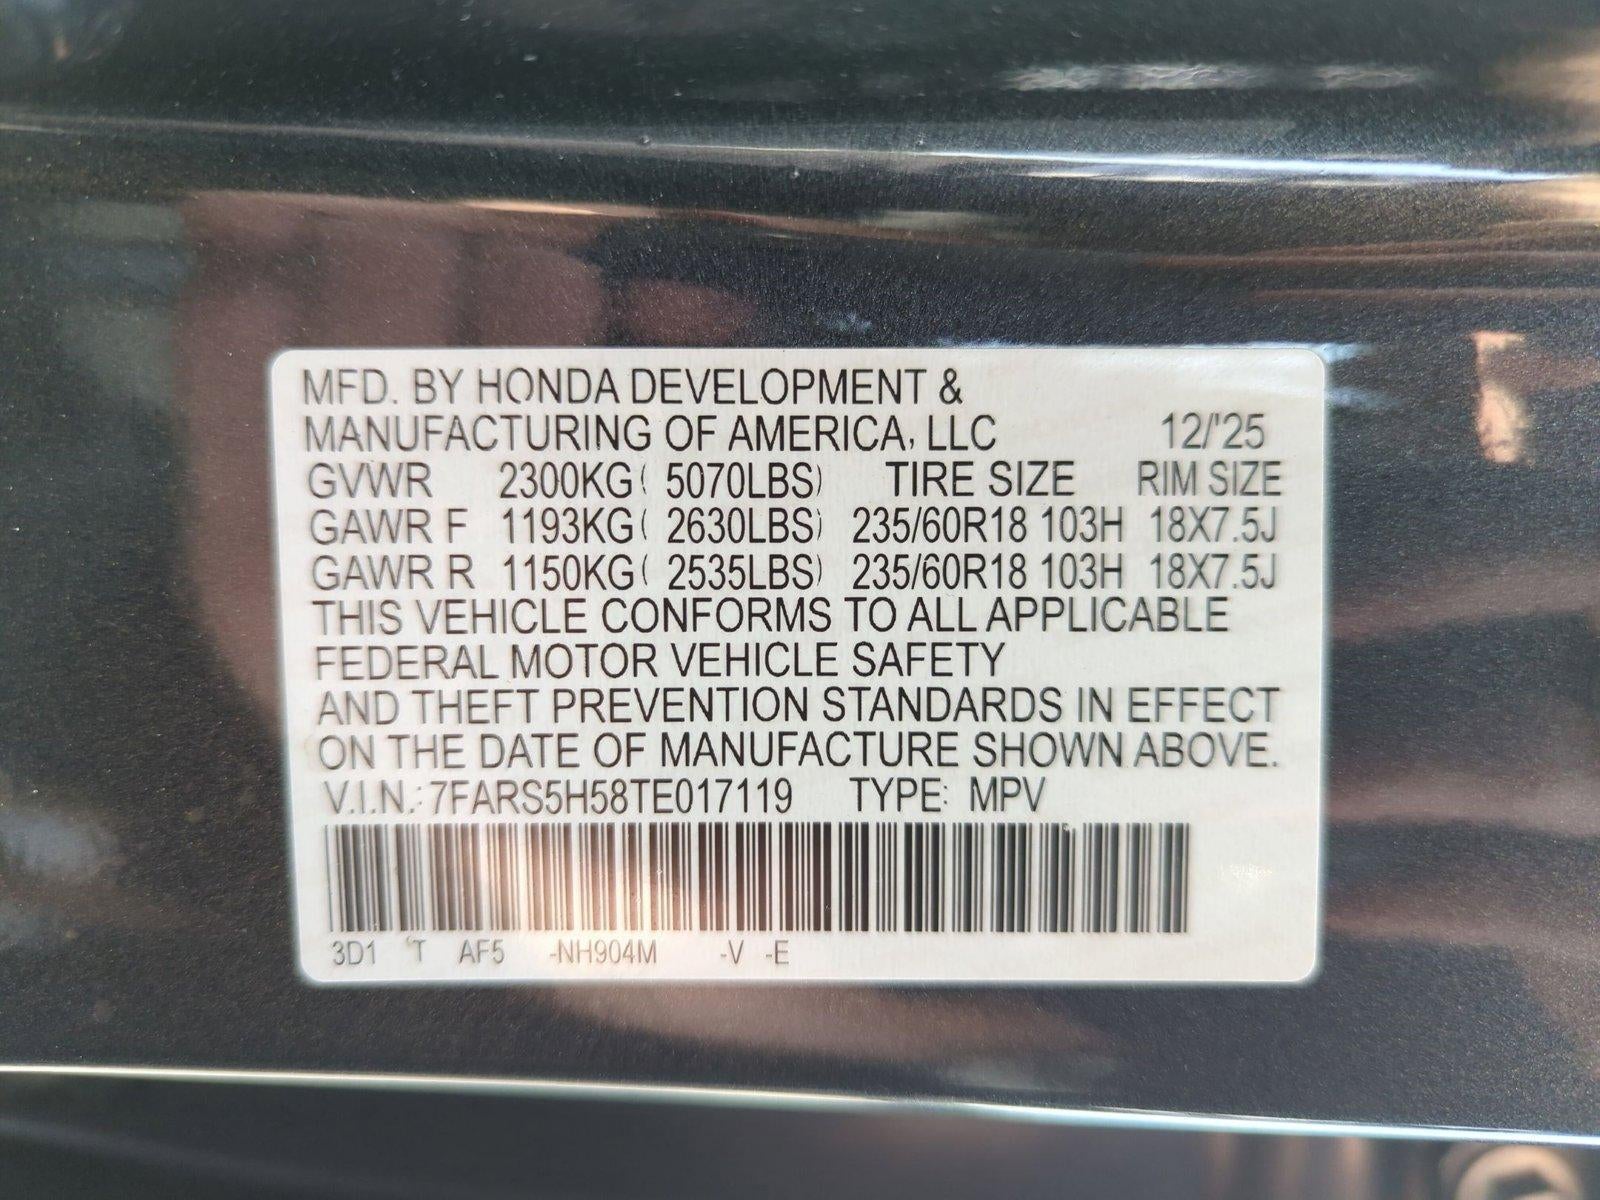 MFD. BY HONDA DEVELOPMENT &
MANUFACTURING OF AMERICA, LLC 12/'25
GVWR 2300KG( 5070LBS) TIRE SIZE RIM SIZE
GAWR F 1193KG( 2630LBS) 235/60R18 103H 18X7.5J
GAWR R 1150KG( 2535LBS) 235/60R18 103H 18X7.5J
THIS VEHICLE CONFORMS TO ALL APPLICABLE
FEDERAL MOTOR VEHICLE SAFETY
AND THEFT PREVENTION STANDARDS IN EFFECT
ON THE DATE OF MANUFACTURE SHOWN ABOVE.
V.I.N.: 7FARS5H58TE017119 TYPE: MPV
3D1 'T AF5 -NH904M -V -E